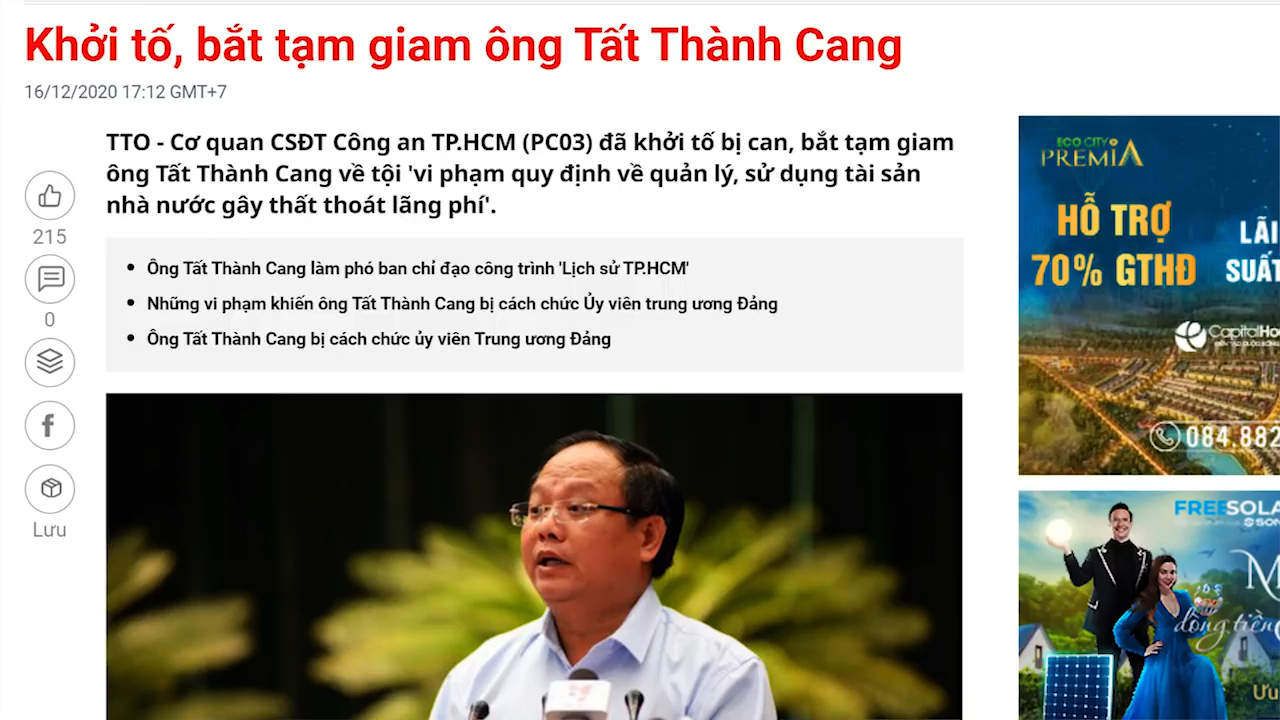 Khởi tố, bắt tạm giam ông Tất Thành Cang
16/12/2020 17:12 GMT+7
TTO - Cơ quan CSĐT Công an TP.HCM (PC03) đã khởi tố bị can, bắt tạm giam
ông Tất Thành Cang về tội 'vi phạm quy định về quản lý, sử dụng tài sản
nhà nước gây thất thoát lãng phí'.
215
0
Lưu
Ông Tất Thành Cang làm phó ban chỉ đạo công trình 'Lịch sử TP.HCM'
Những vi phạm khiến ông Tất Thành Cang bị cách chức Ủy viên trung ương Đảng
Ông Tất Thành Cang bị cách chức ủy viên Trung ương Đảng
ECO CITY
PREMIA
HỖ TRỢ
70% GTHĐ
LÃI
SUẤT
CapitalHo
084.882
FREESOLA
M
dòng tiền
Ưu